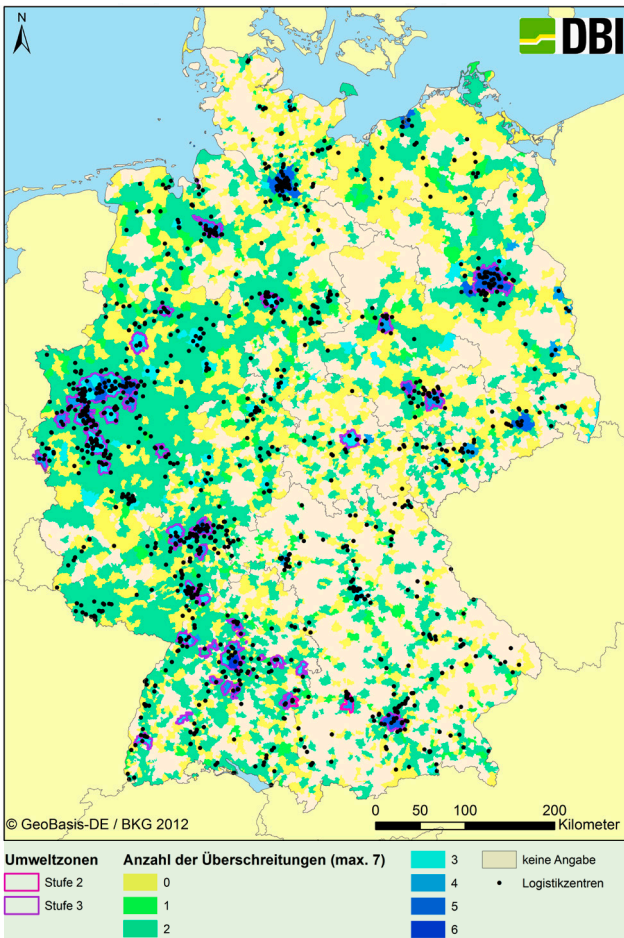 N
DBI
© GeoBasis-DE / BKG 2012
0 50 100 200
Kilometer
Umweltzonen
Stufe 2
Stufe 3
Anzahl der Überschreitungen (max. 7)
0
1
2
3
4
5
6
keine Angabe
Logistikzentren